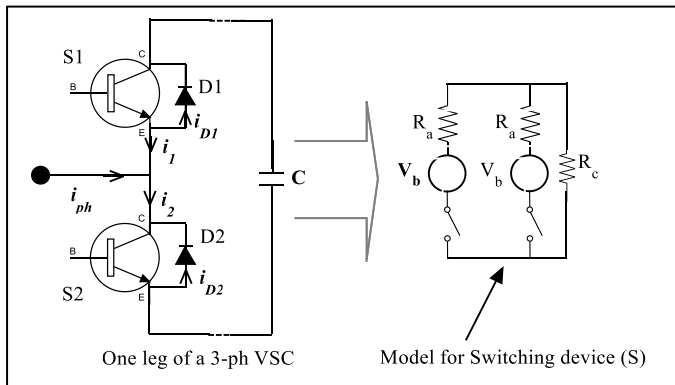 S1
C
B
E
D1
i_D1
i_1
i_ph
i_2
C
C
B
E
S2
D2
i_D2
One leg of a 3-ph VSC
R_a
R_a
V_b
V_b
R_c
Model for Switching device (S)